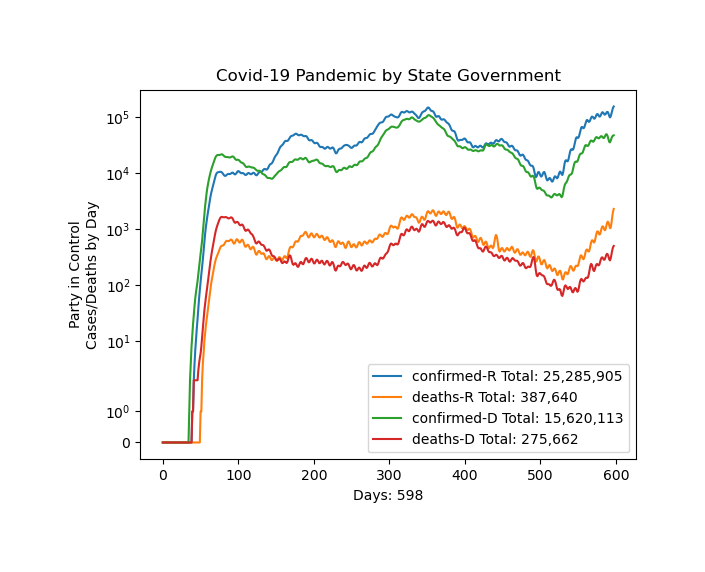 Covid-19 Pandemic by State Government
Party in Control
Cases/Deaths by Day
10^5
10^4
10^3
10^2
10^1
10^0
0
confirmed-R Total: 25,285,905
deaths-R Total: 387,640
confirmed-D Total: 15,620,113
deaths-D Total: 275,662
0 100 200 300 400 500 600
Days: 598